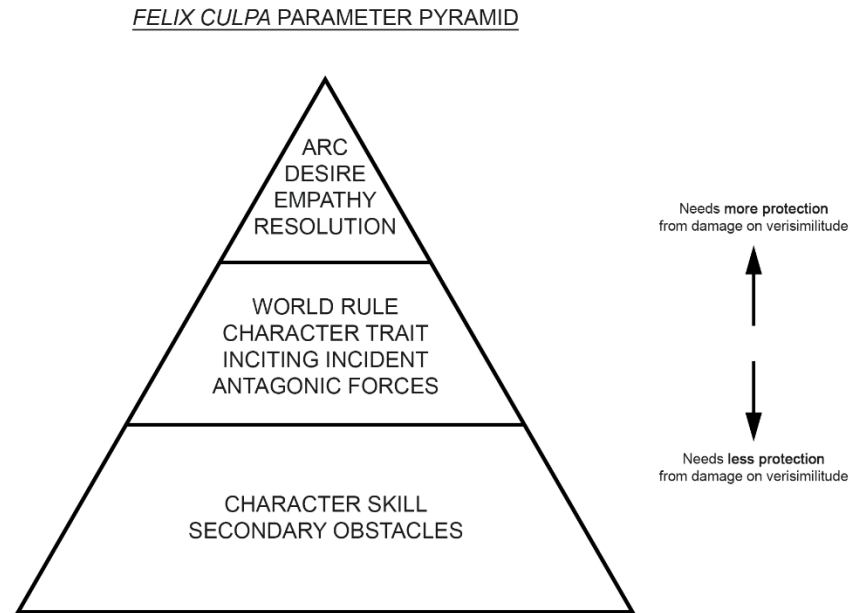 FELIX CULPA PARAMETER PYRAMID
ARC
DESIRE
EMPATHY
RESOLUTION
WORLD RULE
CHARACTER TRAIT
INCITING INCIDENT
ANTAGONIC FORCES
CHARACTER SKILL
SECONDARY OBSTACLES
Needs more protection
from damage on verisimilitude
Needs less protection
from damage on verisimilitude